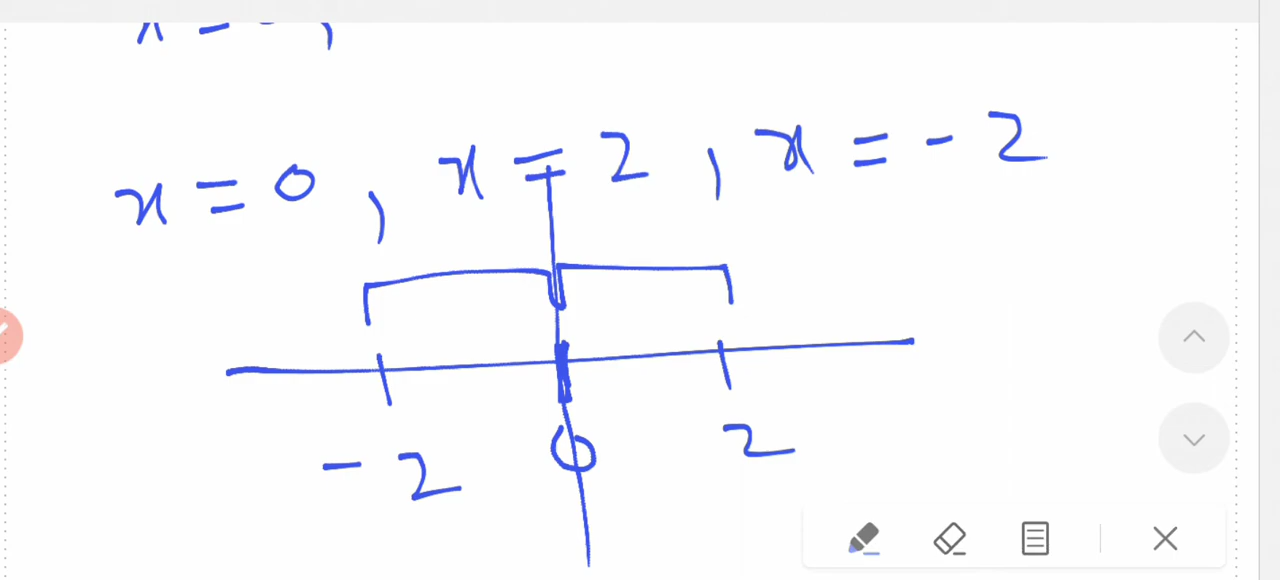 x = 0 , x = 2 , x = - 2
- 2 0 2